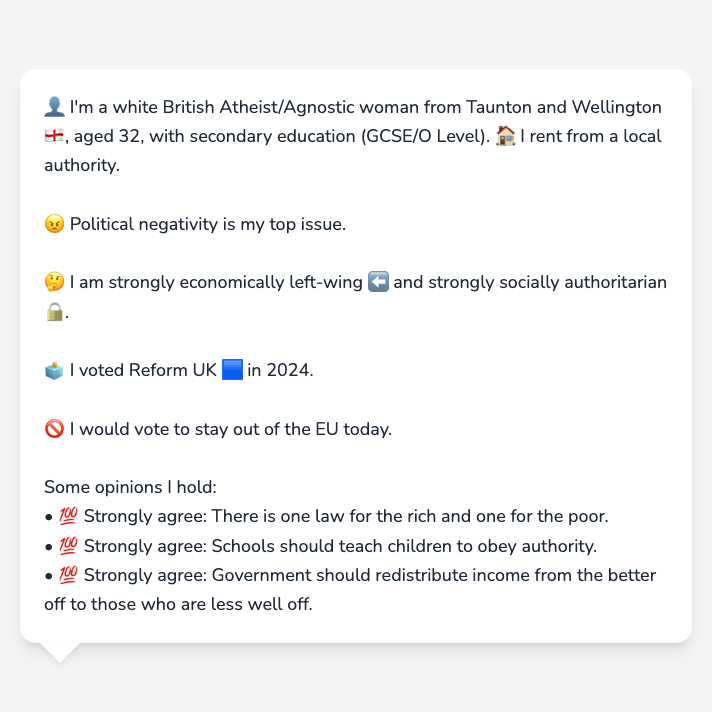 👤 I'm a white British Atheist/Agnostic woman from Taunton and Wellington
🏴󠁧󠁢󠁥󠁮󠁧󠁿, aged 32, with secondary education (GCSE/O Level). 🏠 I rent from a local
authority.
😠 Political negativity is my top issue.
🤔 I am strongly economically left-wing ⬅️ and strongly socially authoritarian
🔒.
🗳️ I voted Reform UK 🟦 in 2024.
🚫 I would vote to stay out of the EU today.
Some opinions I hold:
• 💯 Strongly agree: There is one law for the rich and one for the poor.
• 💯 Strongly agree: Schools should teach children to obey authority.
• 💯 Strongly agree: Government should redistribute income from the better
off to those who are less well off.